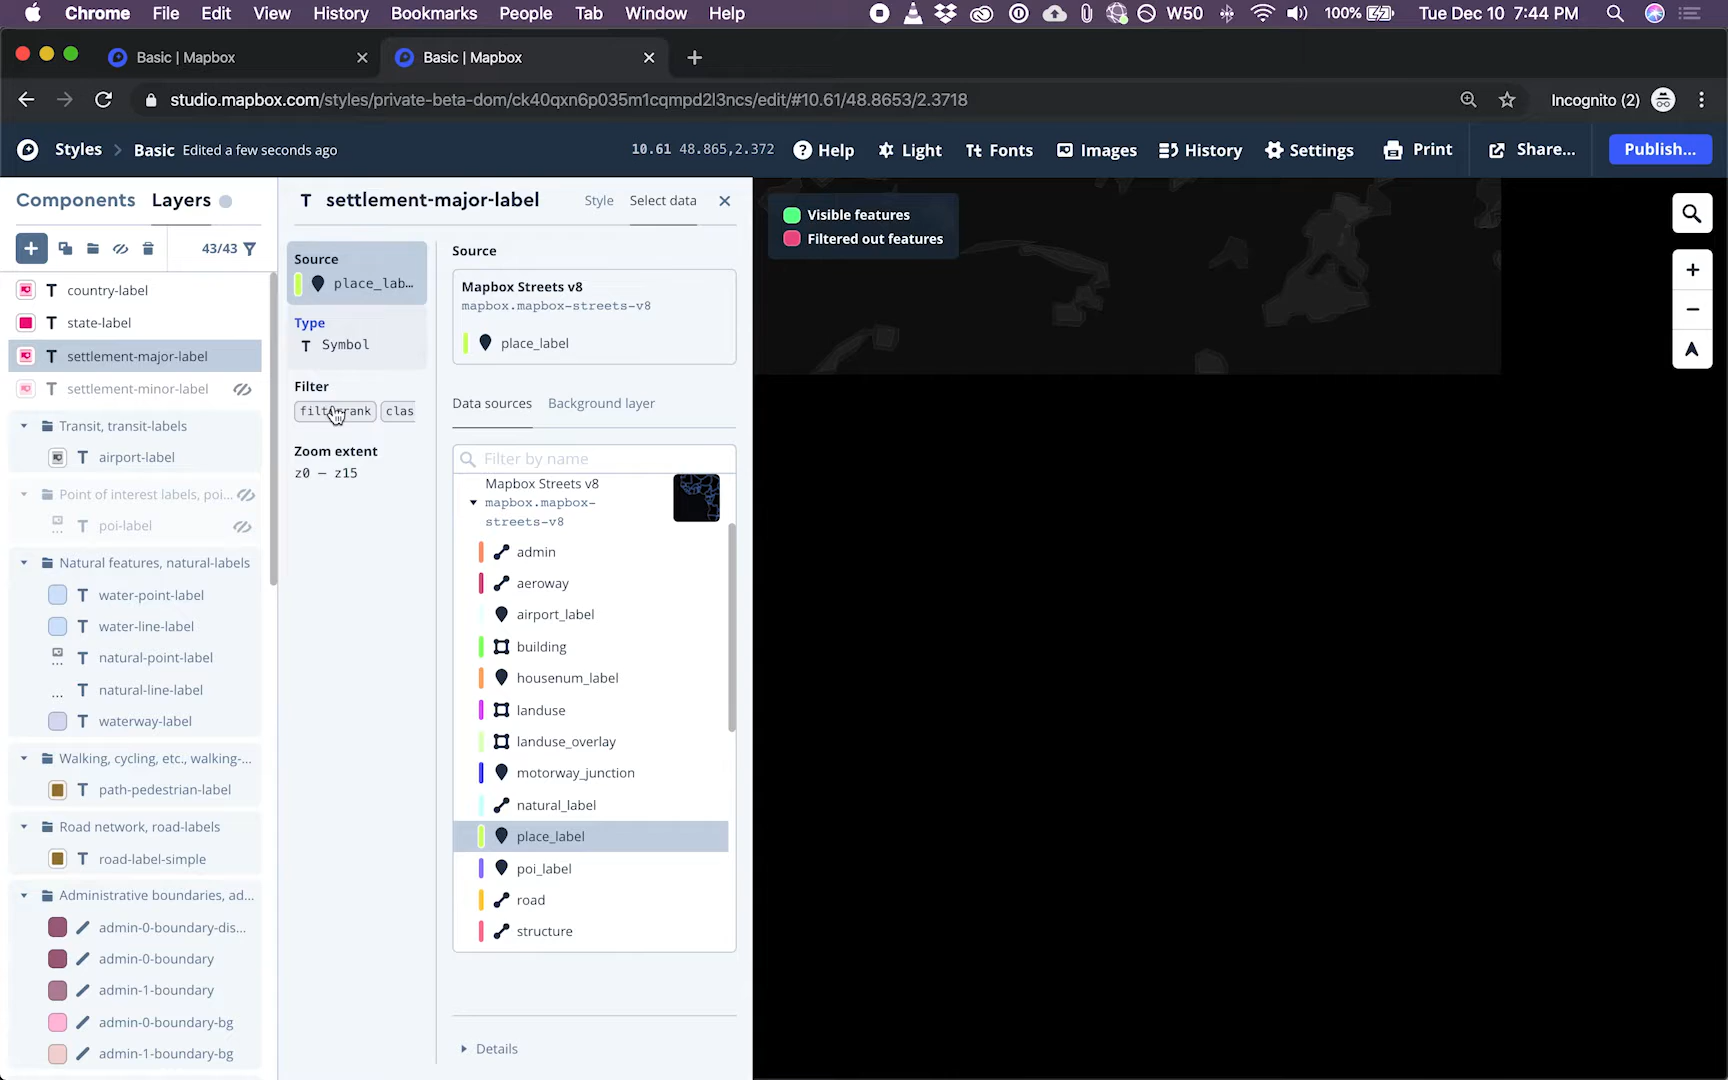 Chrome File Edit View History Bookmarks People Tab Window Help W50 100% Tue Dec 10 7:44 PM
Basic | Mapbox
Basic | Mapbox
studio.mapbox.com/styles/private-beta-dom/ck40qxn6p035m1cqmpd2l3ncs/edit/#10.61/48.8653/2.3718
Incognito (2)
Styles > Basic Edited a few seconds ago
10.61 48.865,2.372
Help Light Tt Fonts Images History Settings Print Share... Publish...
Components Layers
43/43
T country-label
T state-label
T settlement-major-label
T settlement-minor-label
Transit, transit-labels
T airport-label
Point of interest labels, poi...
T poi-label
Natural features, natural-labels
T water-point-label
T water-line-label
T natural-point-label
T natural-line-label
T waterway-label
Walking, cycling, etc., walking-...
T path-pedestrian-label
Road network, road-labels
T road-label-simple
Administrative boundaries, ad...
admin-0-boundary-dis...
admin-0-boundary
admin-1-boundary
admin-0-boundary-bg
admin-1-boundary-bg
T settlement-major-label
Style Select data
Source
place_lab...
Type
T Symbol
Filter
clas
Zoom extent
z0 — z15
Source
Mapbox Streets v8
mapbox.mapbox-streets-v8
place_label
Data sources Background layer
Filter by name
Mapbox Streets v8
mapbox.mapbox-
streets-v8
admin
aeroway
airport_label
building
housenum_label
landuse
landuse_overlay
motorway_junction
natural_label
place_label
poi_label
road
structure
Details
Visible features
Filtered out features